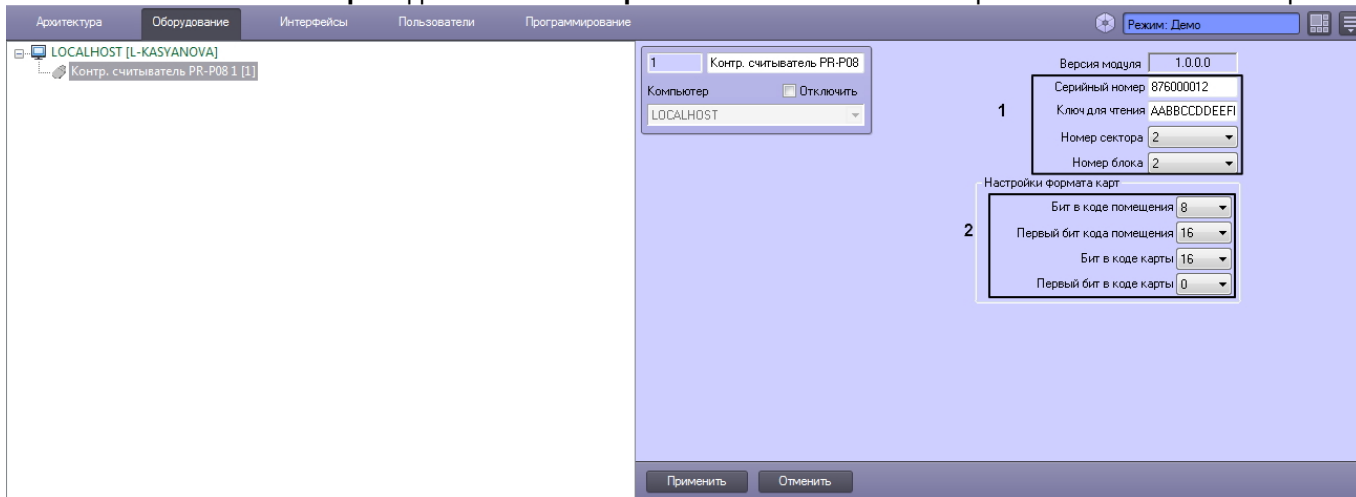 Архитектура Оборудование Интерфейсы Пользователи Программирование Режим: Демо
LOCALHOST [L-KASYANOVA]
Контр. считыватель PR-P08 1 [1]
1 Контр. считыватель PR-P08
Компьютер Отключить
LOCALHOST
Версия модуля 1.0.0.0
1
Серийный номер 876000012
Ключ для чтения AABBCCDDEEFI
Номер сектора 2
Номер блока 2
Настройки формата карт
2
Бит в коде помещения 8
Первый бит кода помещения 16
Бит в коде карты 16
Первый бит в коде карты 0
Применить Отменить